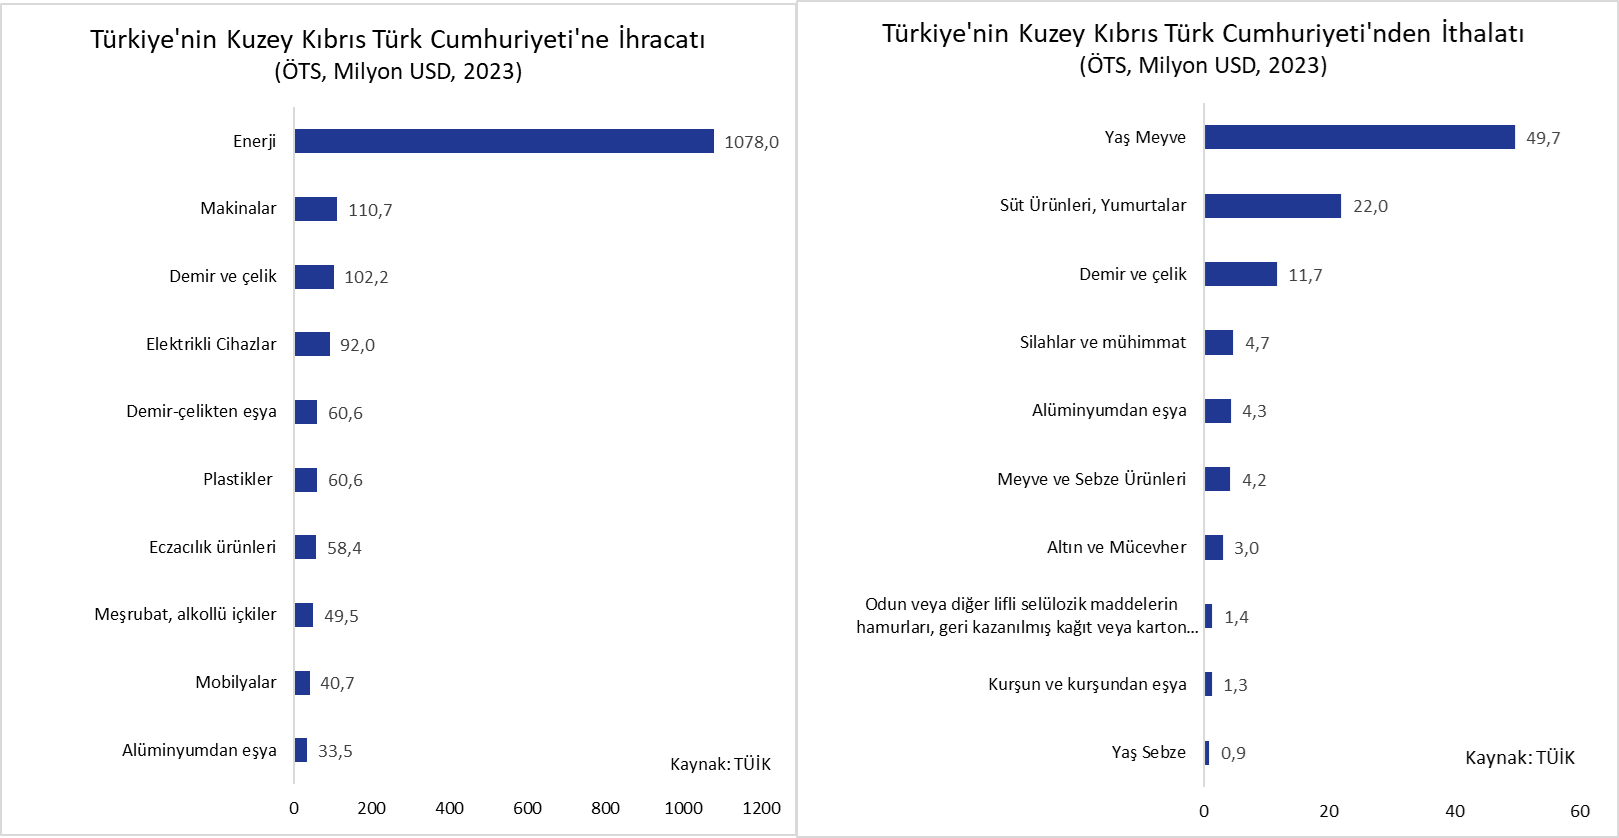 Türkiye'nin Kuzey Kıbrıs Türk Cumhuriyeti'ne İhracatı
(ÖTS, Milyon USD, 2023)
Enerji 1078,0
Makinalar 110,7
Demir ve çelik 102,2
Elektrikli Cihazlar 92,0
Demir-çelikten eşya 60,6
Plastikler 60,6
Eczacılık ürünleri 58,4
Meşrubat, alkollü içkiler 49,5
Mobilyalar 40,7
Alüminyumdan eşya 33,5
Kaynak: TÜİK
0 200 400 600 800 1000 1200
Türkiye'nin Kuzey Kıbrıs Türk Cumhuriyeti'nden İthalatı
(ÖTS, Milyon USD, 2023)
Yaş Meyve 49,7
Süt Ürünleri, Yumurtalar 22,0
Demir ve çelik 11,7
Silahlar ve mühimmat 4,7
Alüminyumdan eşya 4,3
Meyve ve Sebze Ürünleri 4,2
Altın ve Mücevher 3,0
Odun veya diğer lifli selülozik maddelerin
hamurları, geri kazanılmış kağıt veya karton... 1,4
Kurşun ve kurşundan eşya 1,3
Yaş Sebze 0,9
Kaynak: TÜİK
0 20 40 60